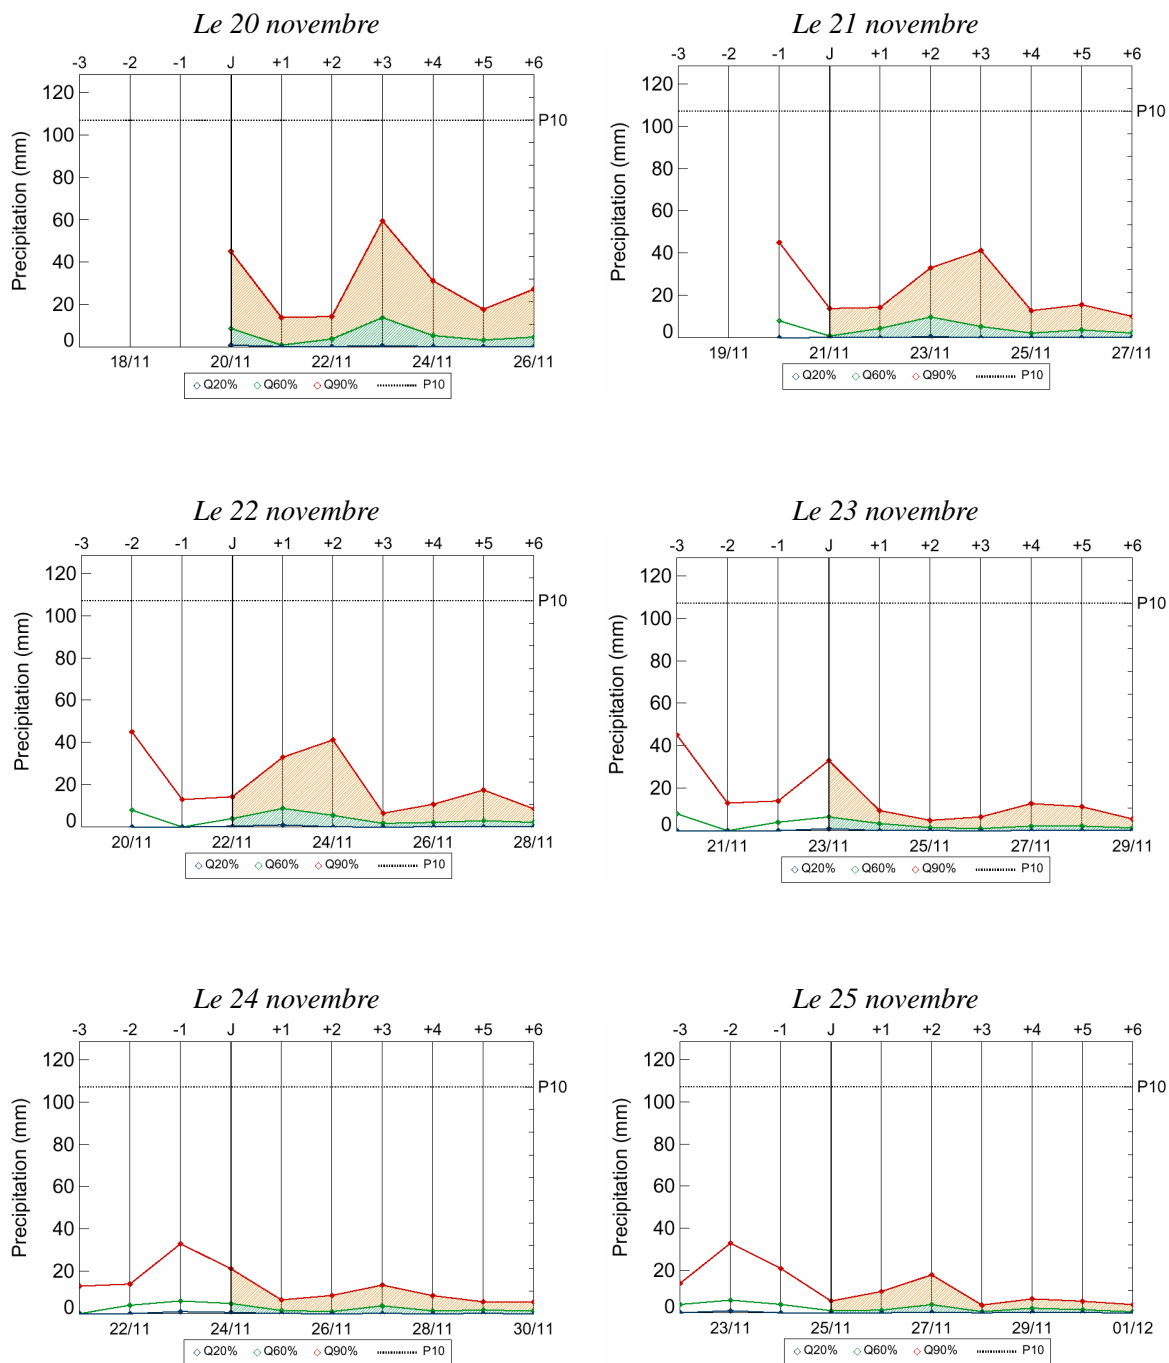 Le 20 novembre
-3 -2 -1 J +1 +2 +3 +4 +5 +6
120
100
80
60
40
20
0
Precipitation (mm)
P10
18/11 20/11 22/11 24/11 26/11
Q20% Q60% Q90% P10
Le 21 novembre
-3 -2 -1 J +1 +2 +3 +4 +5 +6
120
100
80
60
40
20
0
Precipitation (mm)
P10
19/11 21/11 23/11 25/11 27/11
Q20% Q60% Q90% P10
Le 22 novembre
-3 -2 -1 J +1 +2 +3 +4 +5 +6
120
100
80
60
40
20
0
Precipitation (mm)
P10
20/11 22/11 24/11 26/11 28/11
Q20% Q60% Q90% P10
Le 23 novembre
-3 -2 -1 J +1 +2 +3 +4 +5 +6
120
100
80
60
40
20
0
Precipitation (mm)
P10
21/11 23/11 25/11 27/11 29/11
Q20% Q60% Q90% P10
Le 24 novembre
-3 -2 -1 J +1 +2 +3 +4 +5 +6
120
100
80
60
40
20
0
Precipitation (mm)
P10
22/11 24/11 26/11 28/11 30/11
Q20% Q60% Q90% P10
Le 25 novembre
-3 -2 -1 J +1 +2 +3 +4 +5 +6
120
100
80
60
40
20
0
Precipitation (mm)
P10
23/11 25/11 27/11 29/11 01/12
Q20% Q60% Q90% P10